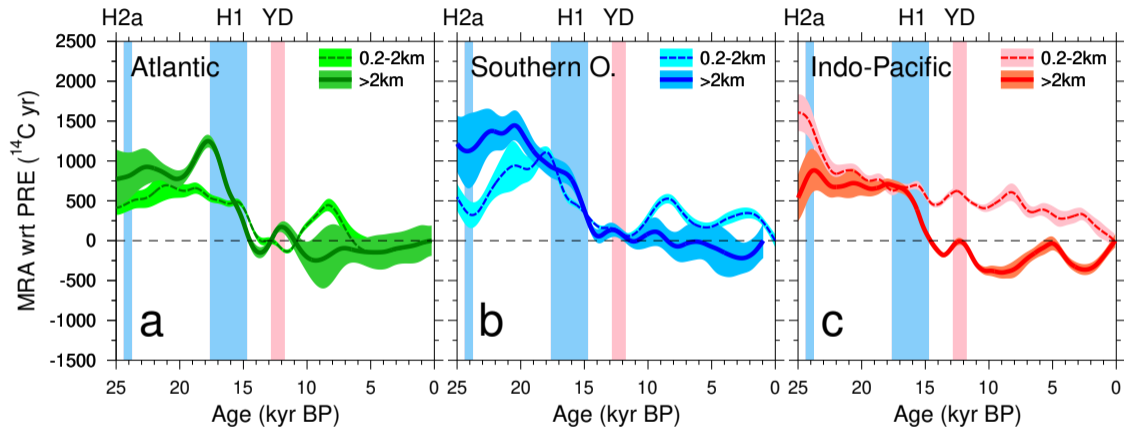 H2a H1 YD H2a H1 YD H2a H1 YD
2500
2000
1500
1000
500
0
-500
-1000
-1500
MRA wrt PRE (¹⁴C yr)
Atlantic
0.2-2km
>2km
a
25 20 15 10 5 0
Age (kyr BP)
Southern O.
0.2-2km
>2km
b
25 20 15 10 5 0
Age (kyr BP)
Indo-Pacific
0.2-2km
>2km
c
25 20 15 10 5 0
Age (kyr BP)